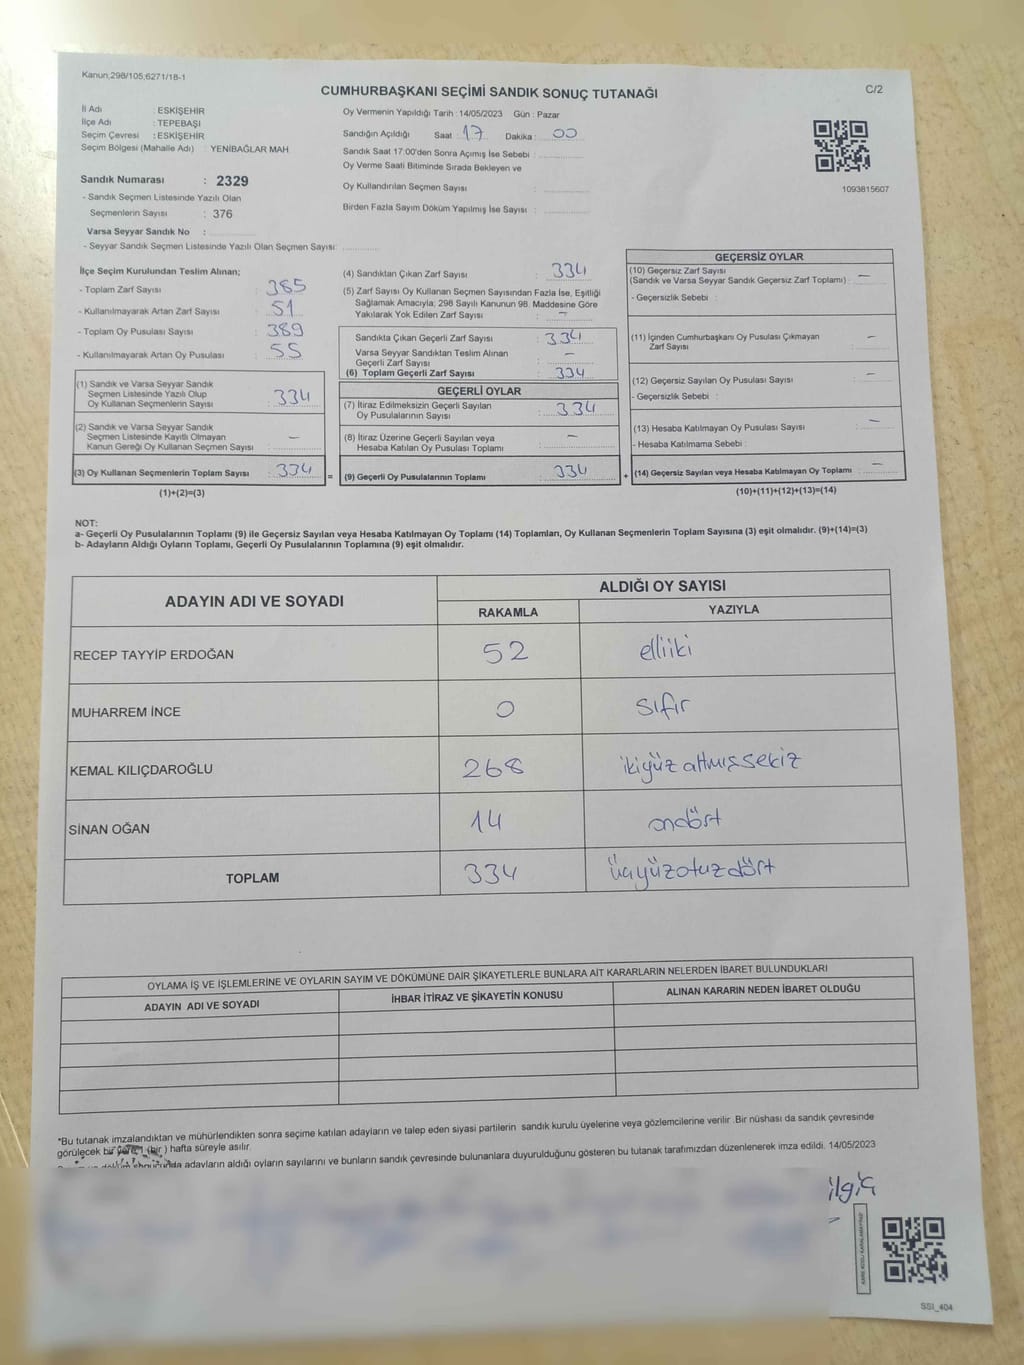 Kanun,298/105;6271/18-1
CUMHURBAŞKANI SEÇİMİ SANDIK SONUÇ TUTANAĞI
C/2
İl Adı : ESKİŞEHİR
İlçe Adı : TEPEBAŞI
Seçim Çevresi : ESKİŞEHİR
Seçim Bölgesi (Mahalle Adı) : YENİBAĞLAR MAH.
Sandık Numarası : 2329
- Sandık Seçmen Listesinde Yazılı Olan
Seçmenlerin Sayısı : 376
Varsa Seyyar Sandık No :
- Seyyar Sandık Seçmen Listesinde Yazılı Olan Seçmen Sayısı:
Oy Vermenin Yapıldığı Tarih : 14/05/2023 Gün : Pazar
Sandığın Açıldığı Saat : 17 Dakika : 00
Sandık Saat 17:00'den Sonra Açımış İse Sebebi :
Oy Verme Saati Bitiminde Sırada Bekleyen ve
Oy Kullandırılan Seçmen Sayısı :
Birden Fazla Sayım Döküm Yapılmış İse Sayısı :
1093815607
İlçe Seçim Kurulundan Teslim Alınan;
- Toplam Zarf Sayısı : 385
- Kullanılmayarak Artan Zarf Sayısı : 51
- Toplam Oy Pusulası Sayısı : 389
- Kullanılmayarak Artan Oy Pusulası : 55
(1) Sandık ve Varsa Seyyar Sandık
Seçmen Listesinde Yazılı Olup
Oy Kullanan Seçmenlerin Sayısı : 334
(2) Sandık ve Varsa Seyyar Sandık
Seçmen Listesinde Kayıtlı Olmayan
Kanun Gereği Oy Kullanan Seçmen Sayısı : —
(3) Oy Kullanan Seçmenlerin Toplam Sayısı : 334 =
(1)+(2)=(3)
(4) Sandıktan Çıkan Zarf Sayısı : 334
(5) Zarf Sayısı Oy Kullanan Seçmen Sayısından Fazla İse, Eşitliği
Sağlamak Amacıyla; 298 Sayılı Kanunun 98. Maddesine Göre
Yakılarak Yok Edilen Zarf Sayısı : —
Sandıkta Çıkan Geçerli Zarf Sayısı : 334
Varsa Seyyar Sandıktan Teslim Alınan
Geçerli Zarf Sayısı : —
(6) Toplam Geçerli Zarf Sayısı : 334
GEÇERLİ OYLAR
(7) İtiraz Edilmeksizin Geçerli Sayılan
Oy Pusulalarının Sayısı : 334
(8) İtiraz Üzerine Geçerli Sayılan veya
Hesaba Katılan Oy Pusulası Toplamı : —
(9) Geçerli Oy Pusulalarının Toplamı : 334 +
GEÇERSİZ OYLAR
(10) Geçersiz Zarf Sayısı
(Sandık ve Varsa Seyyar Sandık Geçersiz Zarf Toplamı) : —
- Geçersizlik Sebebi :
(11) İçinden Cumhurbaşkanı Oy Pusulası Çıkmayan
Zarf Sayısı —
(12) Geçersiz Sayılan Oy Pusulası Sayısı : —
- Geçersizlik Sebebi :
(13) Hesaba Katılmayan Oy Pusulası Sayısı : —
- Hesaba Katılmama Sebebi :
(14) Geçersiz Sayılan veya Hesaba Katılmayan Oy Toplamı : —
(10)+(11)+(12)+(13)=(14)
NOT:
a- Geçerli Oy Pusulalarının Toplamı (9) ile Geçersiz Sayılan veya Hesaba Katılmayan Oy Toplamı (14) Toplamları, Oy Kullanan Seçmenlerin Toplam Sayısına (3) eşit olmalıdır. (9)+(14)=(3)
b- Adayların Aldığı Oyların Toplamı, Geçerli Oy Pusulalarının Toplamına (9) eşit olmalıdır.
ADAYIN ADI VE SOYADI
ALDIĞI OY SAYISI
RAKAMLA YAZIYLA
RECEP TAYYİP ERDOĞAN 52 elliiki
MUHARREM İNCE 0 sıfır
KEMAL KILIÇDAROĞLU 268 ikiyüzaltmışsekiz
SİNAN OĞAN 14 ondört
TOPLAM 334 üçyüzotuzdört
OYLAMA İŞ VE İŞLEMLERİNE VE OYLARIN SAYIM VE DÖKÜMÜNE DAİR ŞİKAYETLERLE BUNLARA AİT KARARLARIN NELERDEN İBARET BULUNDUKLARI
ADAYIN ADI VE SOYADI İHBAR İTİRAZ VE ŞİKAYETİN KONUSU ALINAN KARARIN NEDEN İBARET OLDUĞU
*Bu tutanak imzalandıktan ve mühürlendikten sonra seçime katılan adayların ve talep eden siyasi partilerin sandık kurulu üyelerine veya gözlemcilerine verilir .Bir nüshası da sandık çevresinde
görülecek bir yere 1 (bir ) hafta süreyle asılır.
adayların aldığı oyların sayılarını ve bunların sandık çevresinde bulunanlara duyurulduğunu gösteren bu tutanak tarafımızdan düzenlenerek imza edildi. 14/05/2023
SSI_404